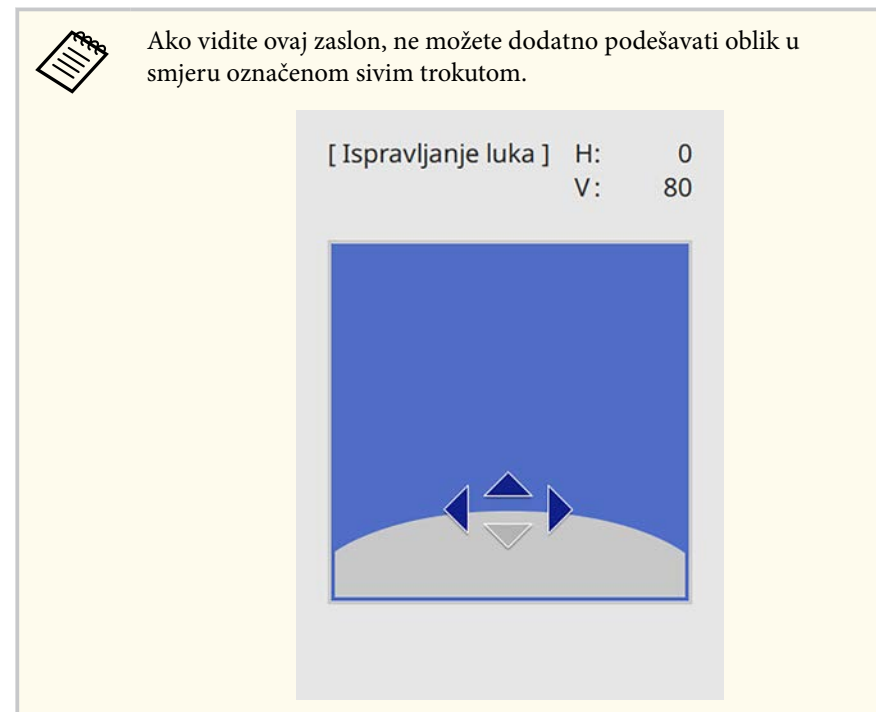 Ako vidite ovaj zaslon, ne možete dodatno podešavati oblik u
smjeru označenom sivim trokutom.
[ Ispravljanje luka ] H: 0
V: 80